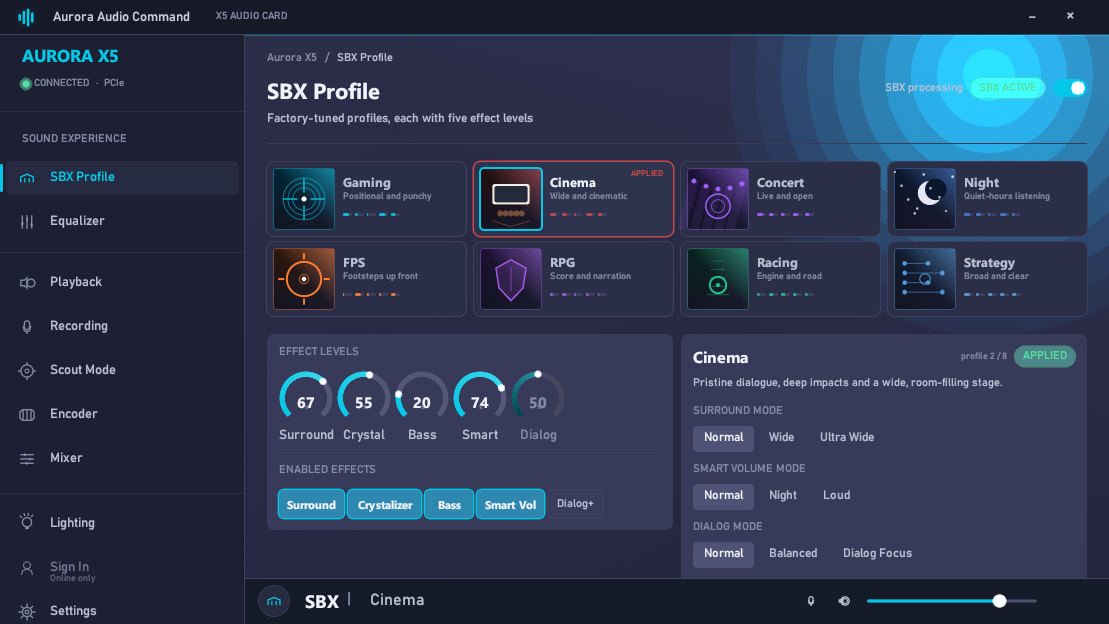 Aurora Audio Command
X5 AUDIO CARD
AURORA X5
CONNECTED · PCIe
SOUND EXPERIENCE
SBX Profile
Equalizer
Playback
Recording
Scout Mode
Encoder
Mixer
Lighting
Sign In
Online only
Settings
Aurora X5 / SBX Profile
SBX Profile
Factory-tuned profiles, each with five effect levels
SBX processing
SBX ACTIVE
Gaming
Positional and punchy
Cinema
APPLIED
Wide and cinematic
Concert
Live and open
Night
Quiet-hours listening
FPS
Footsteps up front
RPG
Score and narration
Racing
Engine and road
Strategy
Broad and clear
EFFECT LEVELS
67 55 20 74 50
Surround Crystal Bass Smart Dialog
ENABLED EFFECTS
Surround Crystalizer Bass Smart Vol Dialog+
Cinema
profile 2 / 8
APPLIED
Pristine dialogue, deep impacts and a wide, room-filling stage.
SURROUND MODE
Normal Wide Ultra Wide
SMART VOLUME MODE
Normal Night Loud
DIALOG MODE
Normal Balanced Dialog Focus
SBX | Cinema